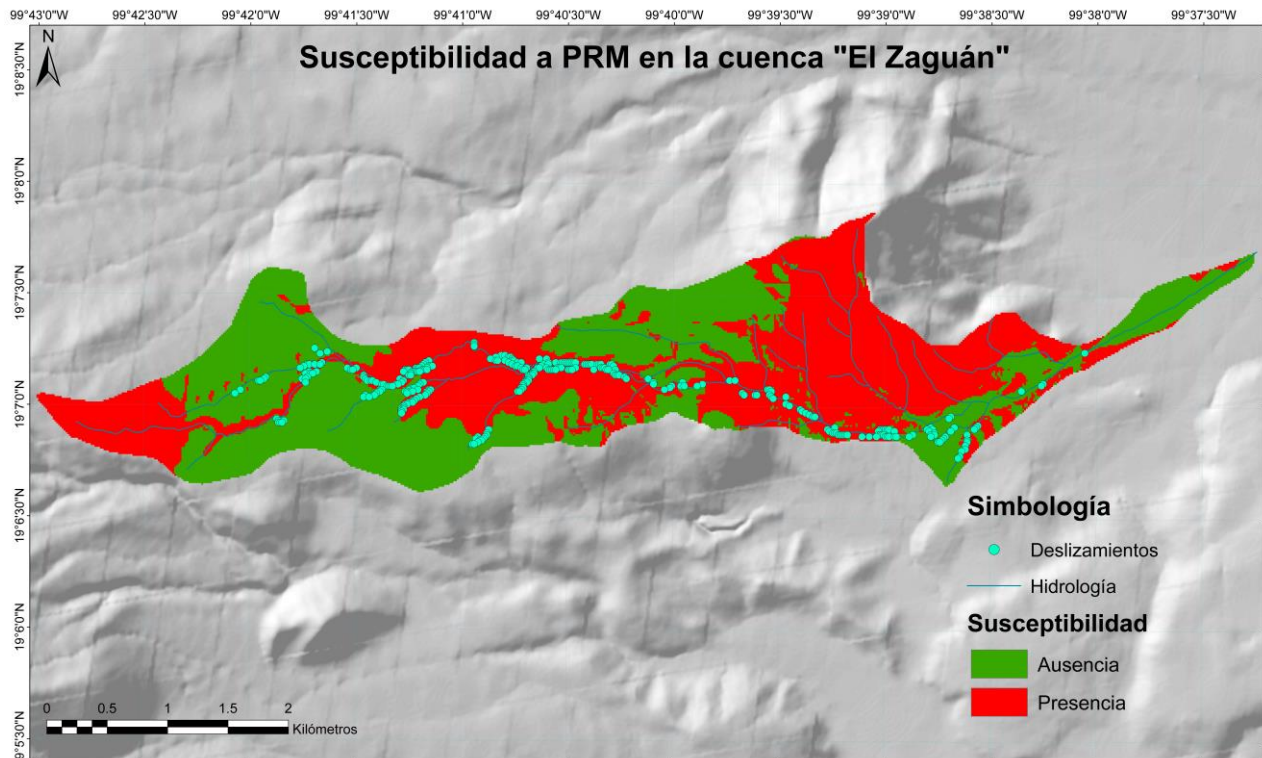 99°43'0"W 99°42'30"W 99°42'0"W 99°41'30"W 99°41'0"W 99°40'30"W 99°40'0"W 99°39'30"W 99°39'0"W 99°38'30"W 99°38'0"W 99°37'30"W
N
Susceptibilidad a PRM en la cuenca "El Zaguán"
19°8'30"N
19°8'0"N
19°7'30"N
19°7'0"N
19°6'30"N
19°6'0"N
19°5'30"N
Simbología
Deslizamientos
Hidrología
Susceptibilidad
Ausencia
Presencia
0 0.5 1 1.5 2
Kilómetros